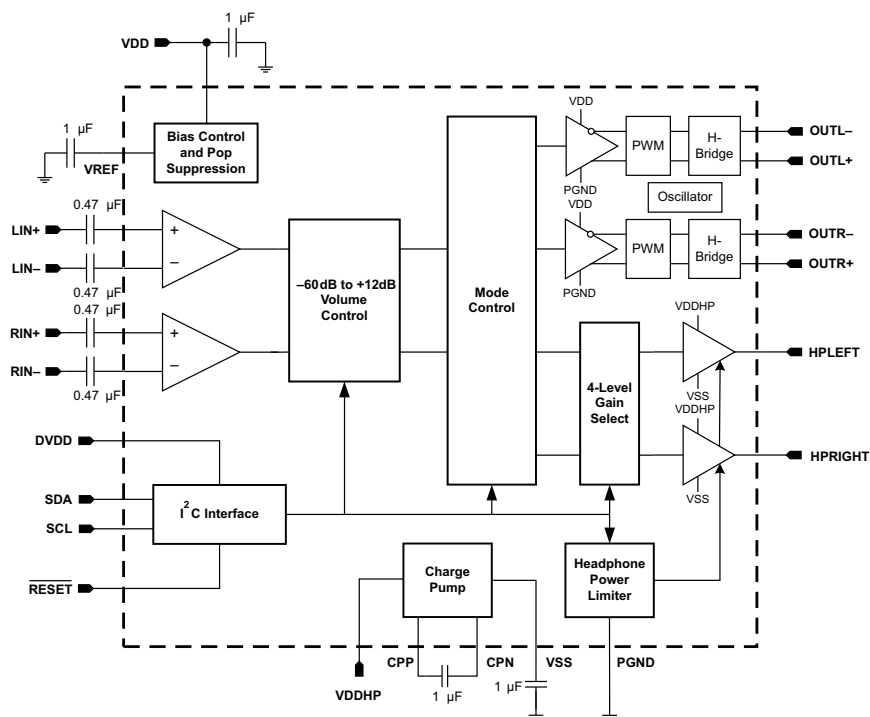 1 µF
VDD
1 µF
VREF
Bias Control
and Pop
Suppression
0.47 µF
LIN+
+
LIN–
–
0.47 µF
0.47 µF
RIN+
+
RIN–
–
0.47 µF
–60dB to +12dB
Volume
Control
Mode
Control
VDD
PGND
PWM
H-
Bridge
OUTL–
OUTL+
Oscillator
VDD
PGND
PWM
H-
Bridge
OUTR–
OUTR+
4-Level
Gain
Select
VDDHP
VSS
HPLEFT
VDDHP
VSS
HPRIGHT
DVDD
SDA
SCL
I²C Interface
RESET
Charge
Pump
Headphone
Power
Limiter
VDDHP
CPP
CPN
1 µF
VSS
1 µF
PGND